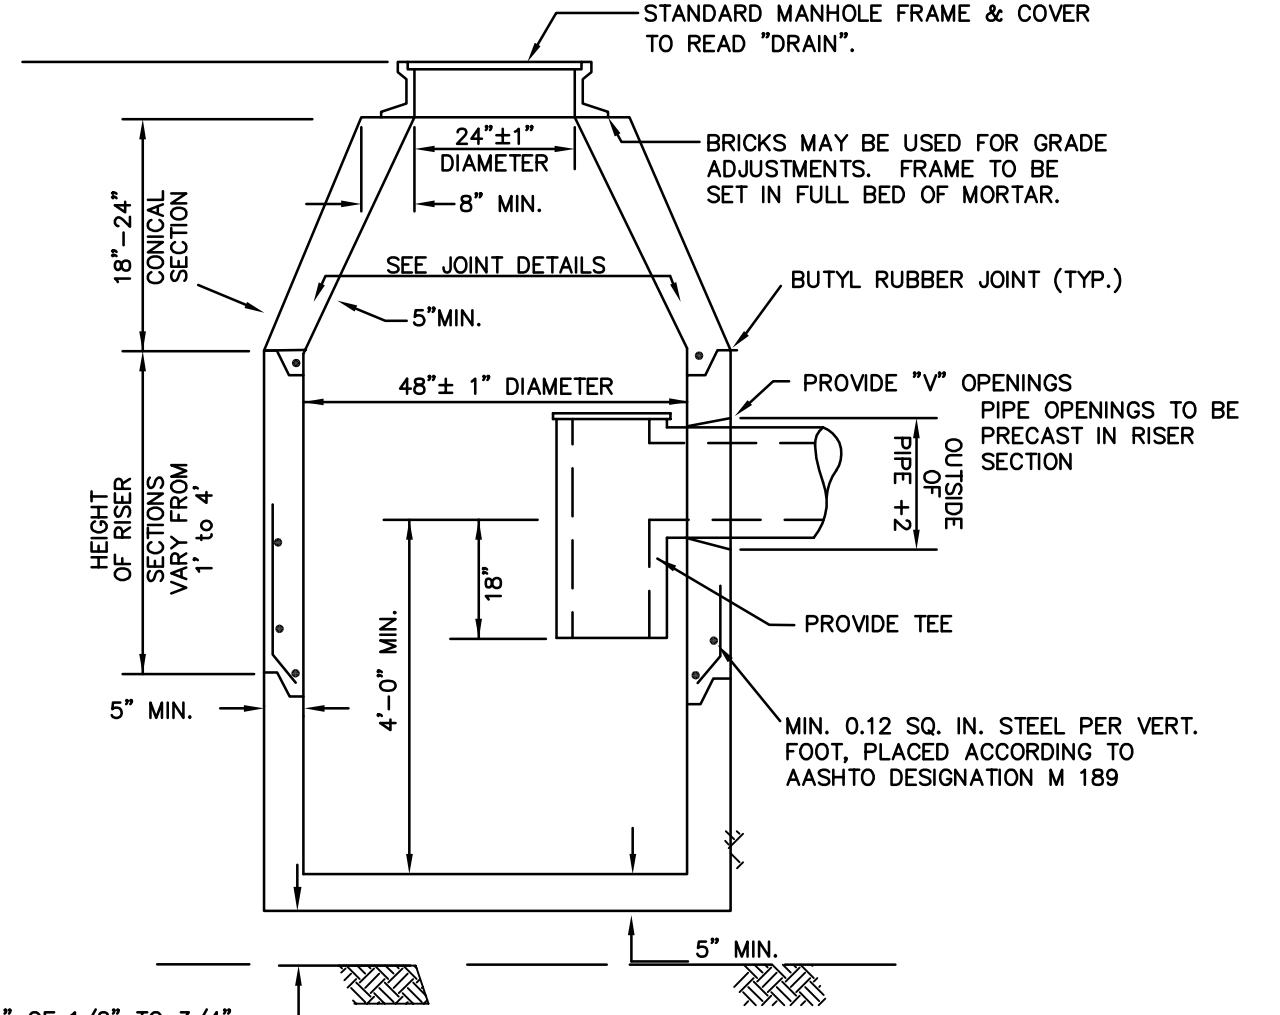 STANDARD MANHOLE FRAME & COVER
TO READ "DRAIN".
24"±1"
DIAMETER
BRICKS MAY BE USED FOR GRADE
ADJUSTMENTS. FRAME TO BE
SET IN FULL BED OF MORTAR.
8" MIN.
18"-24"
CONICAL
SECTION
SEE JOINT DETAILS
BUTYL RUBBER JOINT (TYP.)
5"MIN.
48"± 1" DIAMETER
PROVIDE "V" OPENINGS
PIPE OPENINGS TO BE
PRECAST IN RISER
SECTION
OUTSIDE
OF
PIPE +2
HEIGHT
OF RISER
SECTIONS
VARY FROM
1' to 4'
18"
4'-0" MIN.
PROVIDE TEE
5" MIN.
MIN. 0.12 SQ. IN. STEEL PER VERT.
FOOT, PLACED ACCORDING TO
AASHTO DESIGNATION M 189
5" MIN.